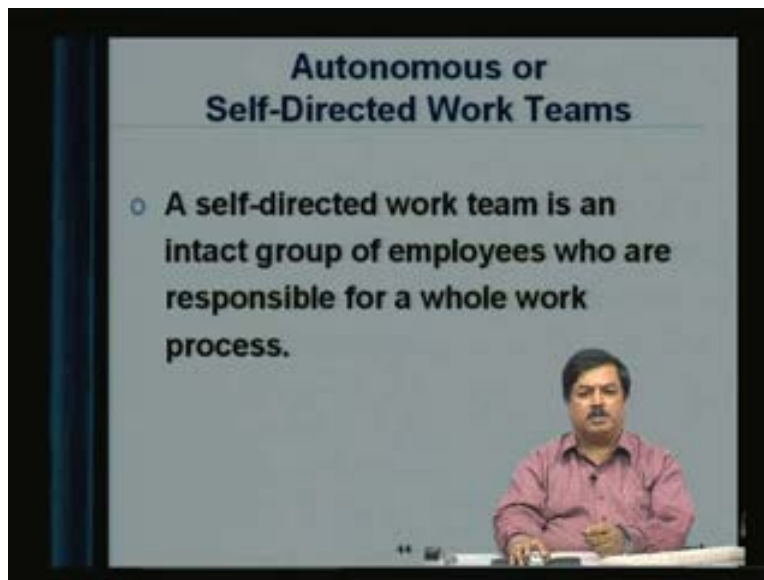 Autonomous or
Self-Directed Work Teams
o A self-directed work team is an
intact group of employees who are
responsible for a whole work
process.
44